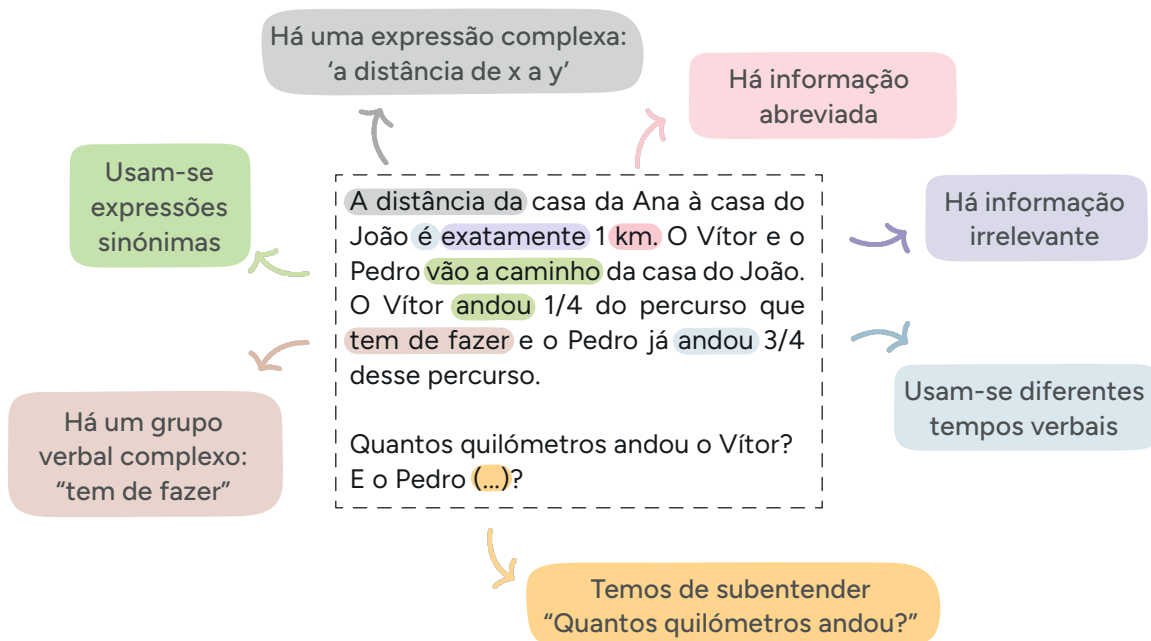 Há uma expressão complexa:
‘a distância de x a y’
Há informação
abreviada
Usam-se
expressões
sinónimas
A distância da casa da Ana à casa do
João é exatamente 1 km. O Vítor e o
Pedro vão a caminho da casa do João.
O Vítor andou 1/4 do percurso que
tem de fazer e o Pedro já andou 3/4
desse percurso.
Quantos quilómetros andou o Vítor?
E o Pedro (...)?
Há informação
irrelevante
Usam-se diferentes
tempos verbais
Há um grupo
verbal complexo:
“tem de fazer”
Temos de subentender
“Quantos quilómetros andou?”